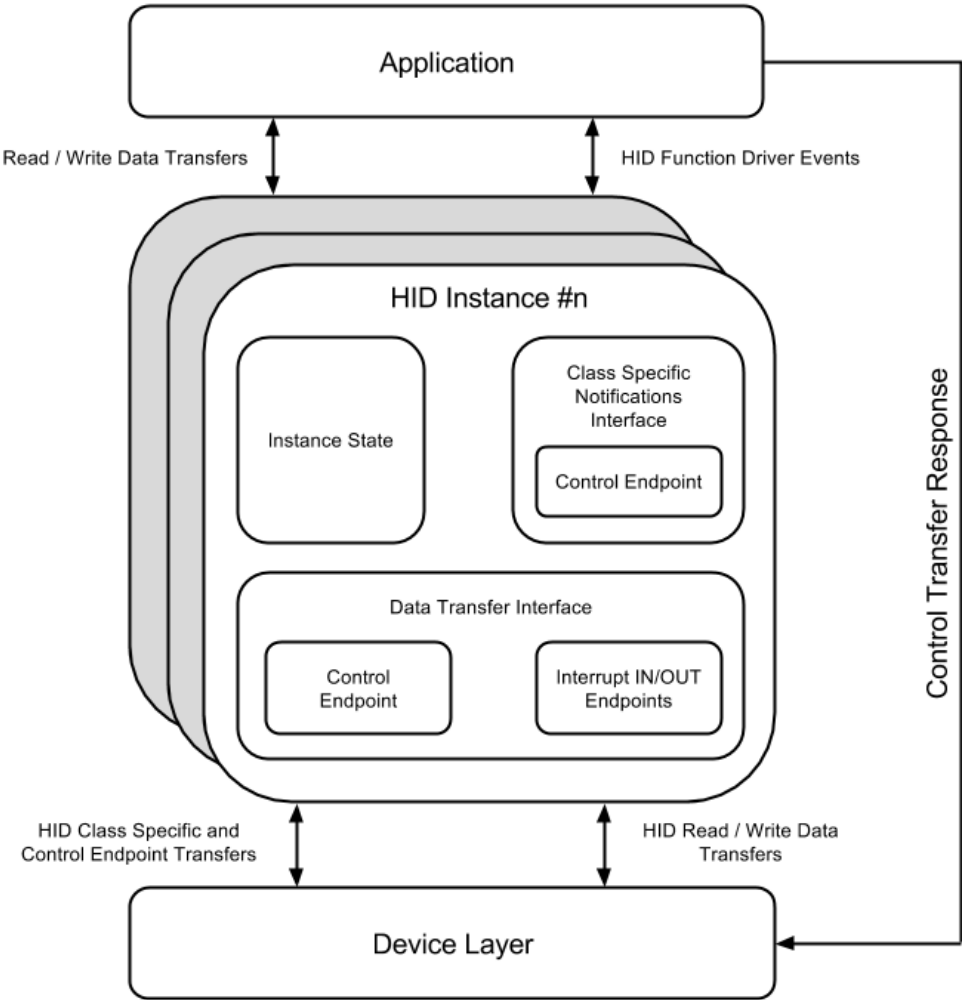 Application
Read / Write Data Transfers
HID Function Driver Events
HID Instance #n
Instance State
Class Specific
Notifications
Interface
Control Endpoint
Data Transfer Interface
Control
Endpoint
Interrupt IN/OUT
Endpoints
Control Transfer Response
HID Class Specific and
Control Endpoint Transfers
HID Read / Write Data
Transfers
Device Layer